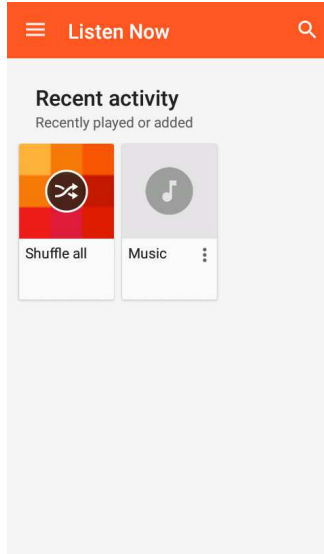 Listen Now
Recent activity
Recently played or added
Shuffle all
Music